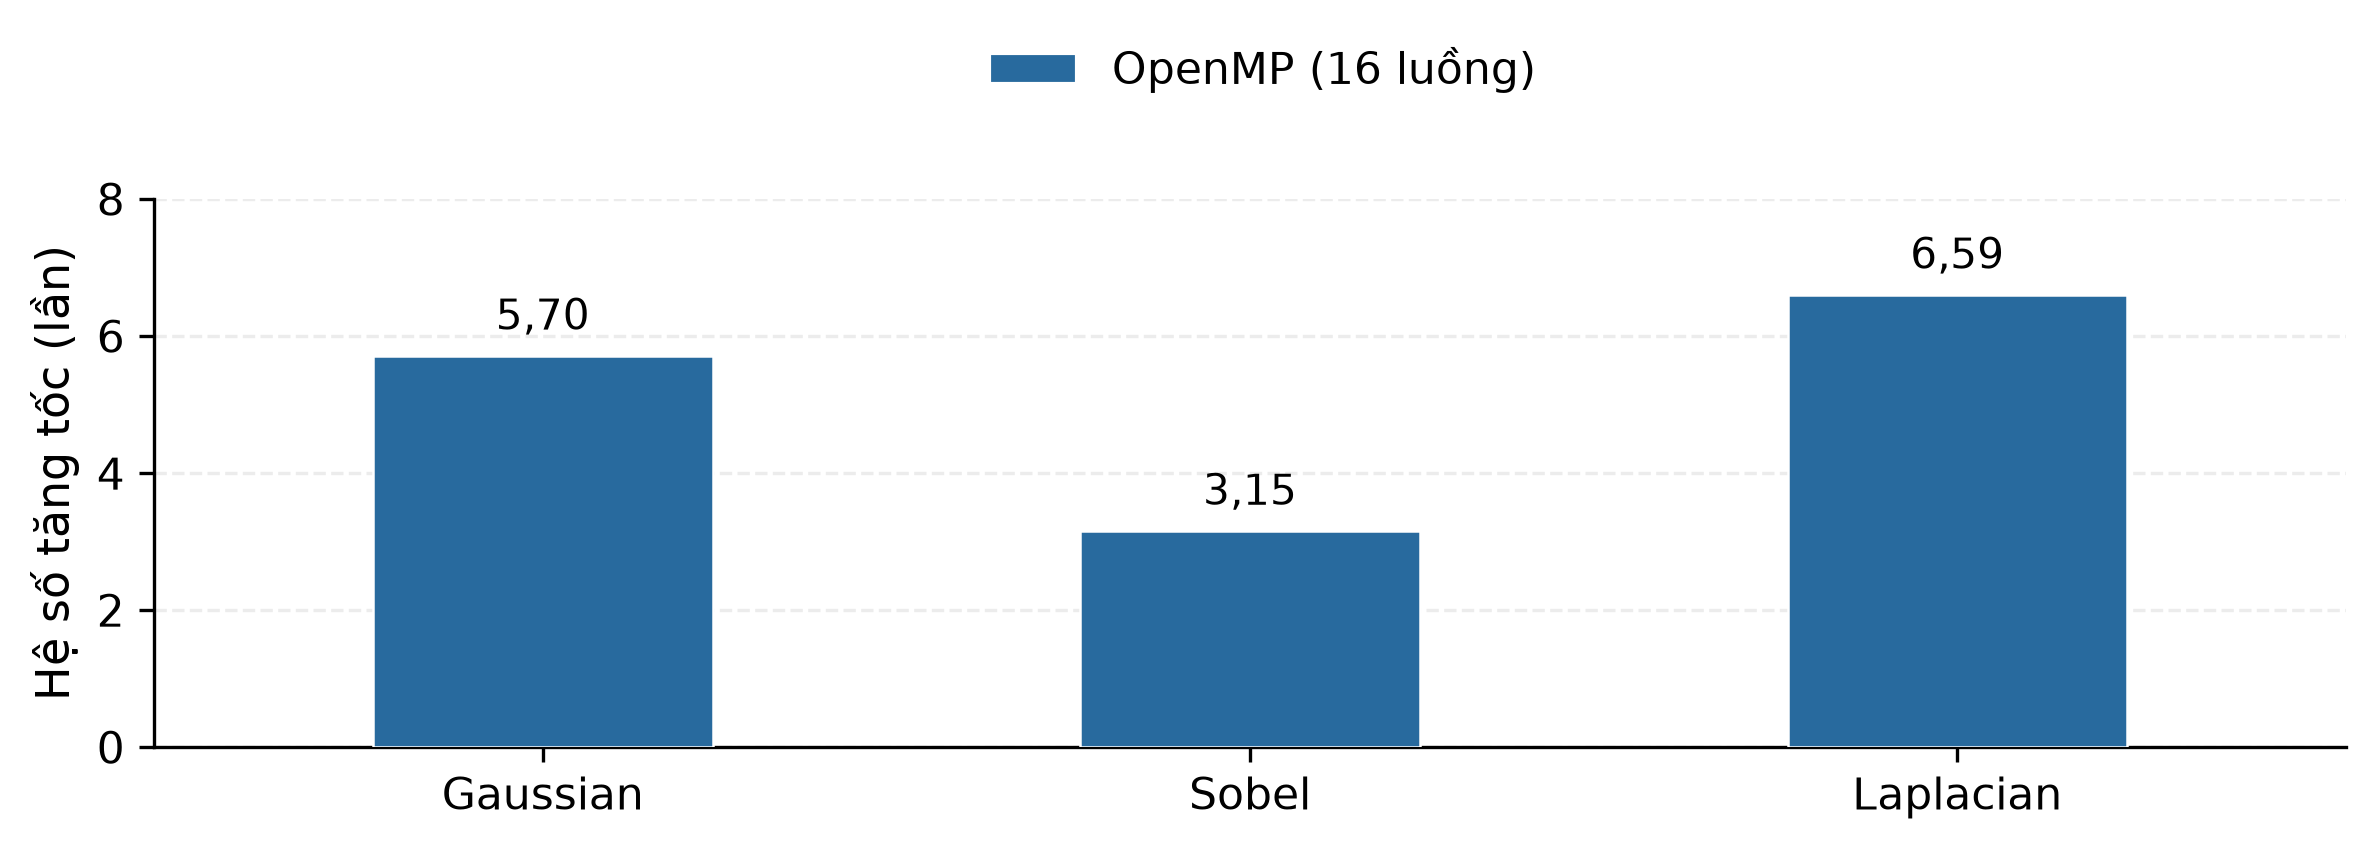 OpenMP (16 luồng)
Hệ số tăng tốc (lần)
8
6
4
2
0
5,70
3,15
6,59
Gaussian
Sobel
Laplacian